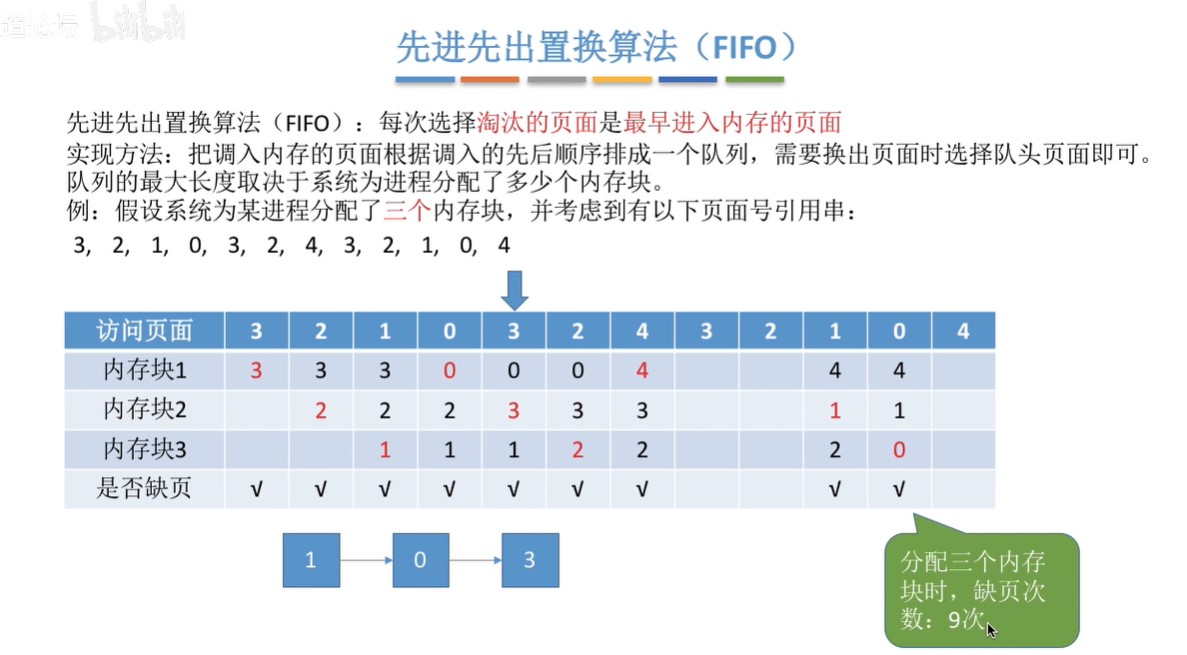 先进先出置换算法（FIFO）
先进先出置换算法（FIFO）：每次选择淘汰的页面是最早进入内存的页面
实现方法：把调入内存的页面根据调入的先后顺序排成一个队列，需要换出页面时选择队头页面即可。
队列的最大长度取决于系统为进程分配了多少个内存块。
例：假设系统为某进程分配了三个内存块，并考虑到有以下页面号引用串：
3, 2, 1, 0, 3, 2, 4, 3, 2, 1, 0, 4
访问页面 3 2 1 0 3 2 4 3 2 1 0 4
内存块1 3 3 3 0 0 0 4 4 4
内存块2 2 2 2 3 3 3 1 1
内存块3 1 1 1 2 2 2 0
是否缺页 √ √ √ √ √ √ √ √ √
1 0 3
分配三个内存
块时，缺页次
数：9次